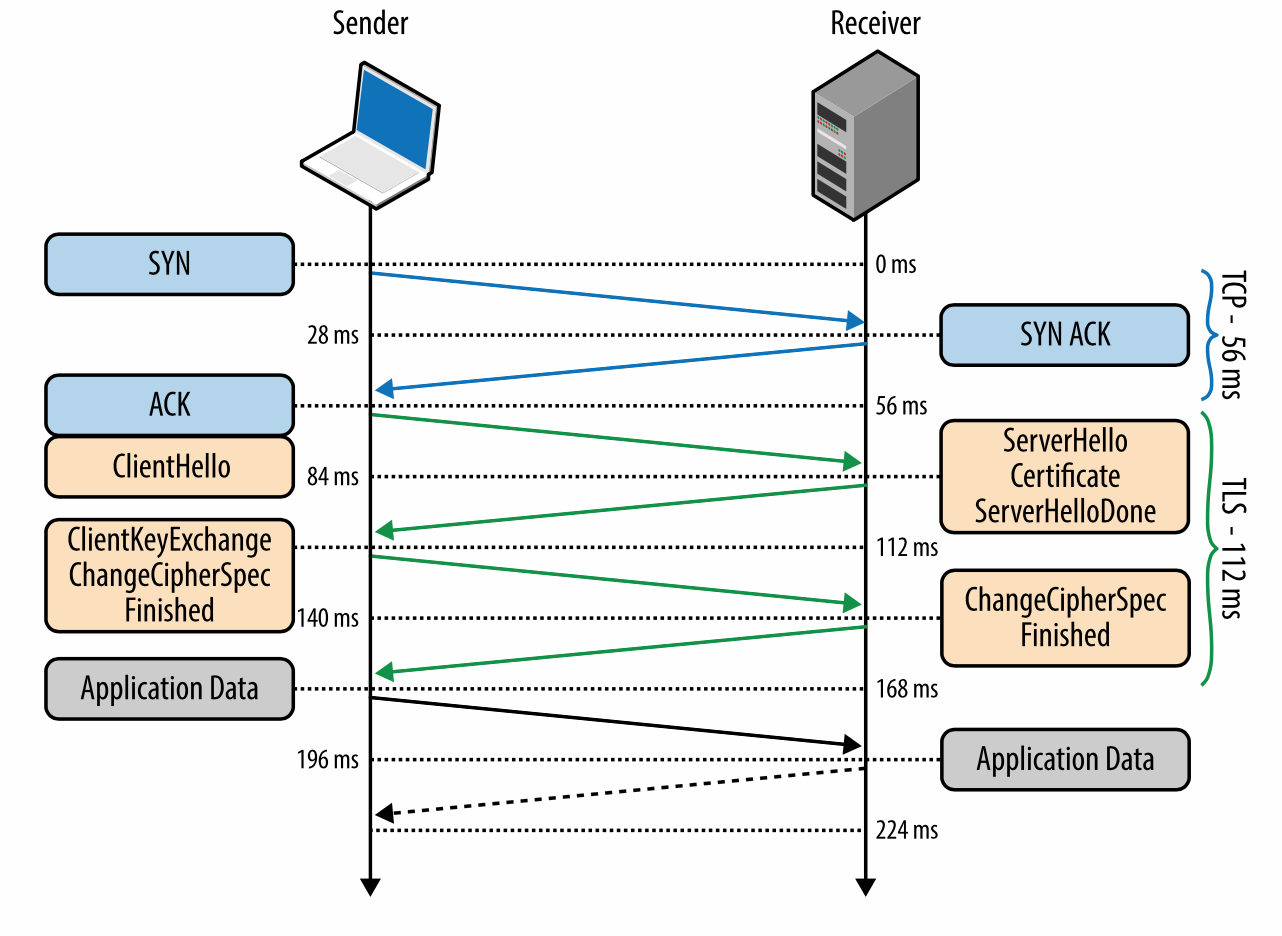 Sender
Receiver
SYN
0 ms
28 ms
SYN ACK
TCP - 56 ms
ACK
56 ms
ClientHello
84 ms
ServerHello
Certificate
ServerHelloDone
TLS - 112 ms
ClientKeyExchange
ChangeCipherSpec
Finished
112 ms
140 ms
ChangeCipherSpec
Finished
Application Data
168 ms
196 ms
Application Data
224 ms